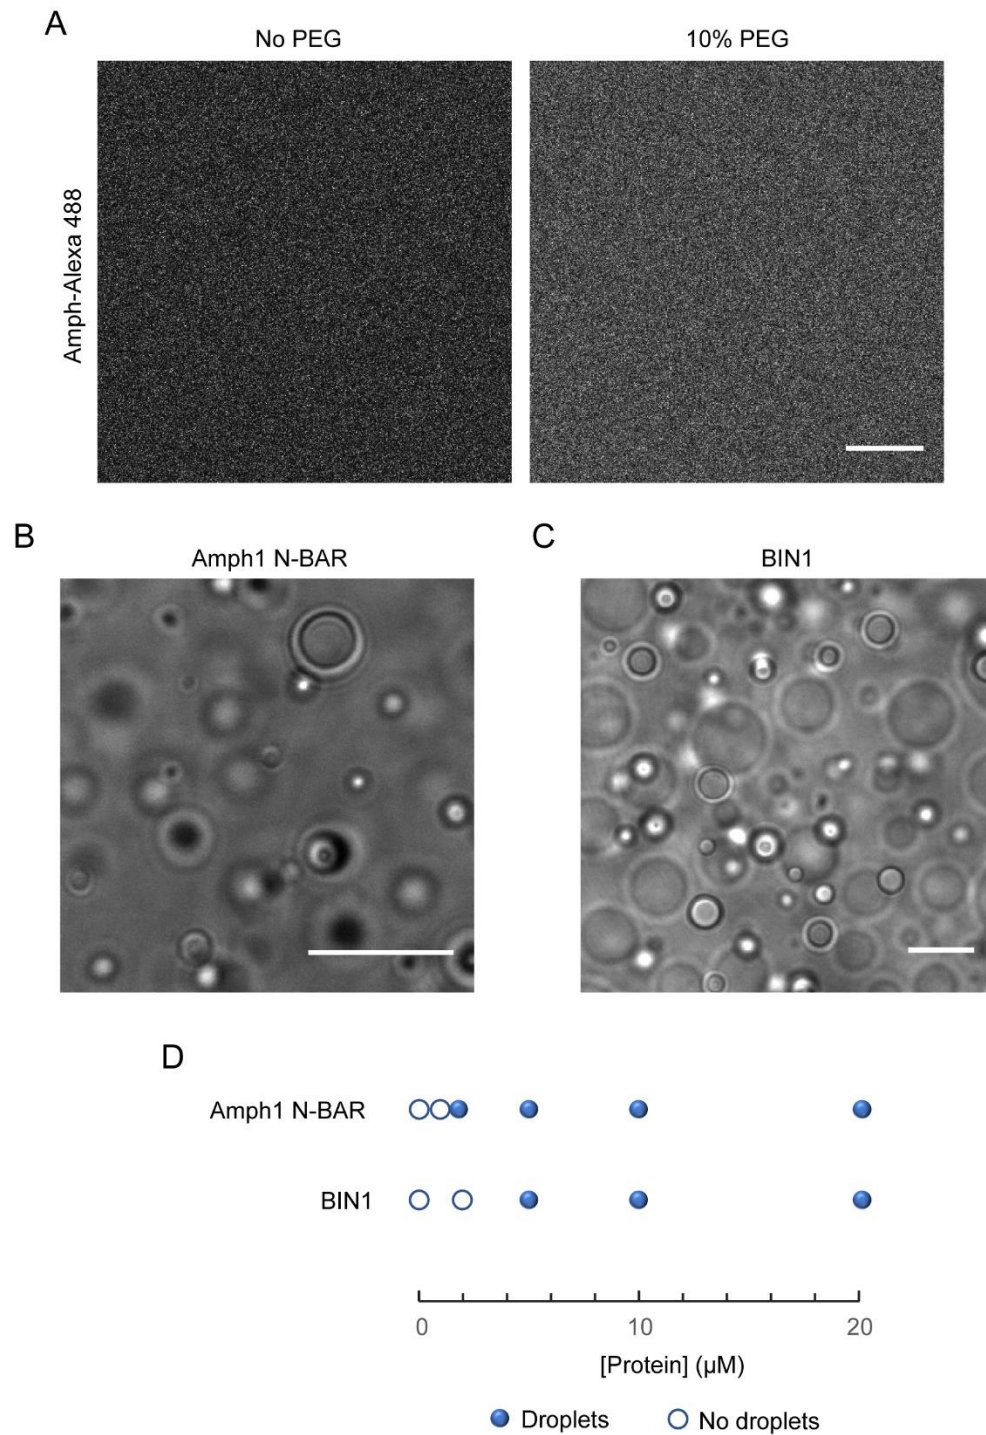 A
No PEG
10% PEG
Amph-Alexa 488
B
Amph1 N-BAR
C
BIN1
D
Amph1 N-BAR
BIN1
0
10
20
[Protein] (µM)
Droplets
No droplets